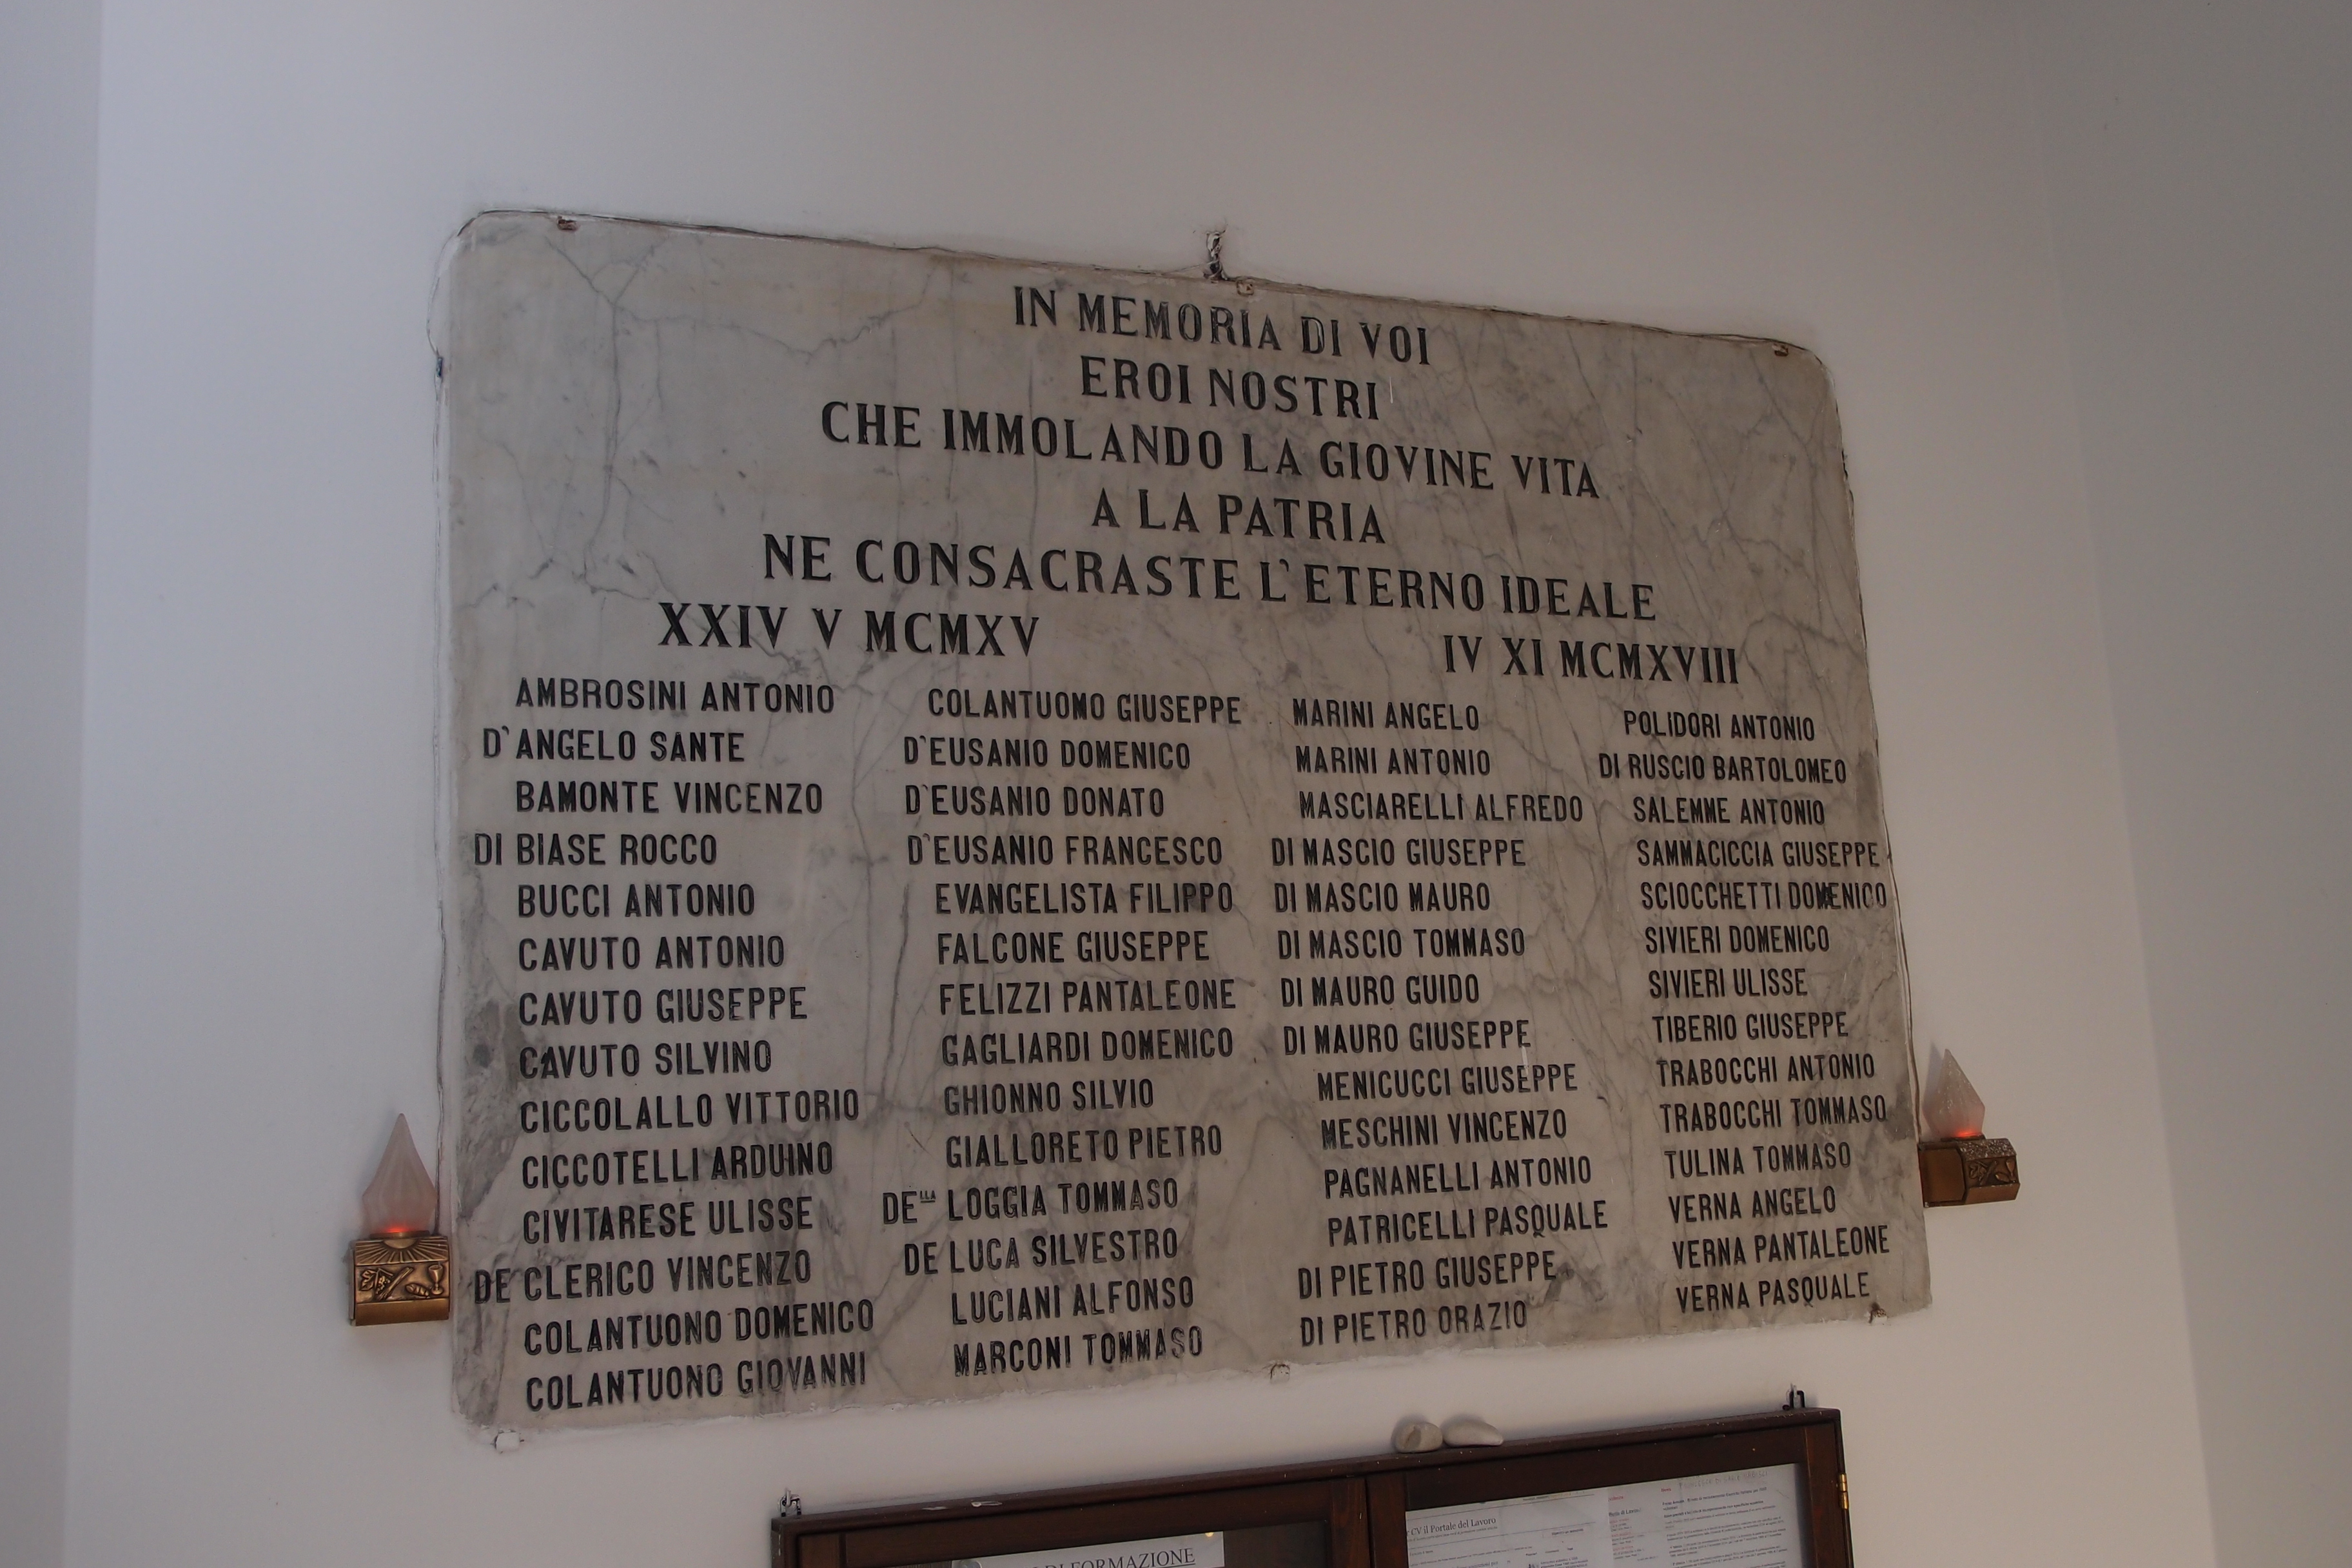 IN MEMORIA DI VOI
EROI NOSTRI
CHE IMMOLANDO LA GIOVINE VITA
A LA PATRIA
NE CONSACRASTE L'ETERNO IDEALE
XXIV V MCMXV
IV XI MCMXVIII
AMBROSINI ANTONIO
D'ANGELO SANTE
BAMONTE VINCENZO
DI BIASE ROCCO
BUCCI ANTONIO
CAVUTO ANTONIO
CAVUTO GIUSEPPE
CAVUTO SILVINO
CICCOLALLO VITTORIO
CICCOTELLI ARDUINO
CIVITARESE ULISSE
DE CLERICO VINCENZO
COLANTUONO DOMENICO
COLANTUONO GIOVANNI
COLANTUOMO GIUSEPPE
D'EUSANIO DOMENICO
D'EUSANIO DONATO
D'EUSANIO FRANCESCO
EVANGELISTA FILIPPO
FALCONE GIUSEPPE
FELIZZI PANTALEONE
GAGLIARDI DOMENICO
GHIONNO SILVIO
GIALLORETO PIETRO
DELLA LOGGIA TOMMASO
DE LUCA SILVESTRO
LUCIANI ALFONSO
MARCONI TOMMASO
MARINI ANGELO
MARINI ANTONIO
MASCIARELLI ALFREDO
DI MASCIO GIUSEPPE
DI MASCIO MAURO
DI MASCIO TOMMASO
DI MAURO GUIDO
DI MAURO GIUSEPPE
MENICUCCI GIUSEPPE
MESCHINI VINCENZO
PAGNANELLI ANTONIO
PATRICELLI PASQUALE
DI PIETRO GIUSEPPE
DI PIETRO ORAZIO
POLIDORI ANTONIO
DI RUSCIO BARTOLOMEO
SALEMME ANTONIO
SAMMACICCIA GIUSEPPE
SCIOCCHETTI DOMENICO
SIVIERI DOMENICO
SIVIERI ULISSE
TIBERIO GIUSEPPE
TRABOCCHI ANTONIO
TRABOCCHI TOMMASO
TULINA TOMMASO
VERNA ANGELO
VERNA PANTALEONE
VERNA PASQUALE
DI FORMAZIONE
CV il Portale del Lavoro